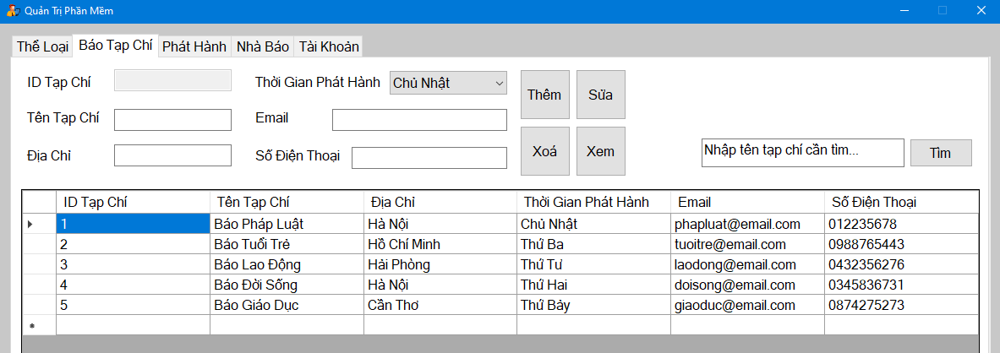 Quản Trị Phần Mềm
Thể Loại Báo Tạp Chí Phát Hành Nhà Báo Tài Khoản
ID Tạp Chí Thời Gian Phát Hành Chủ Nhật Thêm Sửa
Tên Tạp Chí Email
Địa Chỉ Số Điện Thoại Xoá Xem Nhập tên tạp chí cần tìm... Tìm
ID Tạp Chí Tên Tạp Chí Địa Chỉ Thời Gian Phát Hành Email Số Điện Thoại
1 Báo Pháp Luật Hà Nội Chủ Nhật phapluat@email.com 012235678
2 Báo Tuổi Trẻ Hồ Chí Minh Thứ Ba tuoitre@email.com 0988765443
3 Báo Lao Động Hải Phòng Thứ Tư laodong@email.com 0432356276
4 Báo Đời Sống Hà Nội Thứ Hai doisong@email.com 0345836731
5 Báo Giáo Dục Cần Thơ Thứ Bảy giaoduc@email.com 0874275273